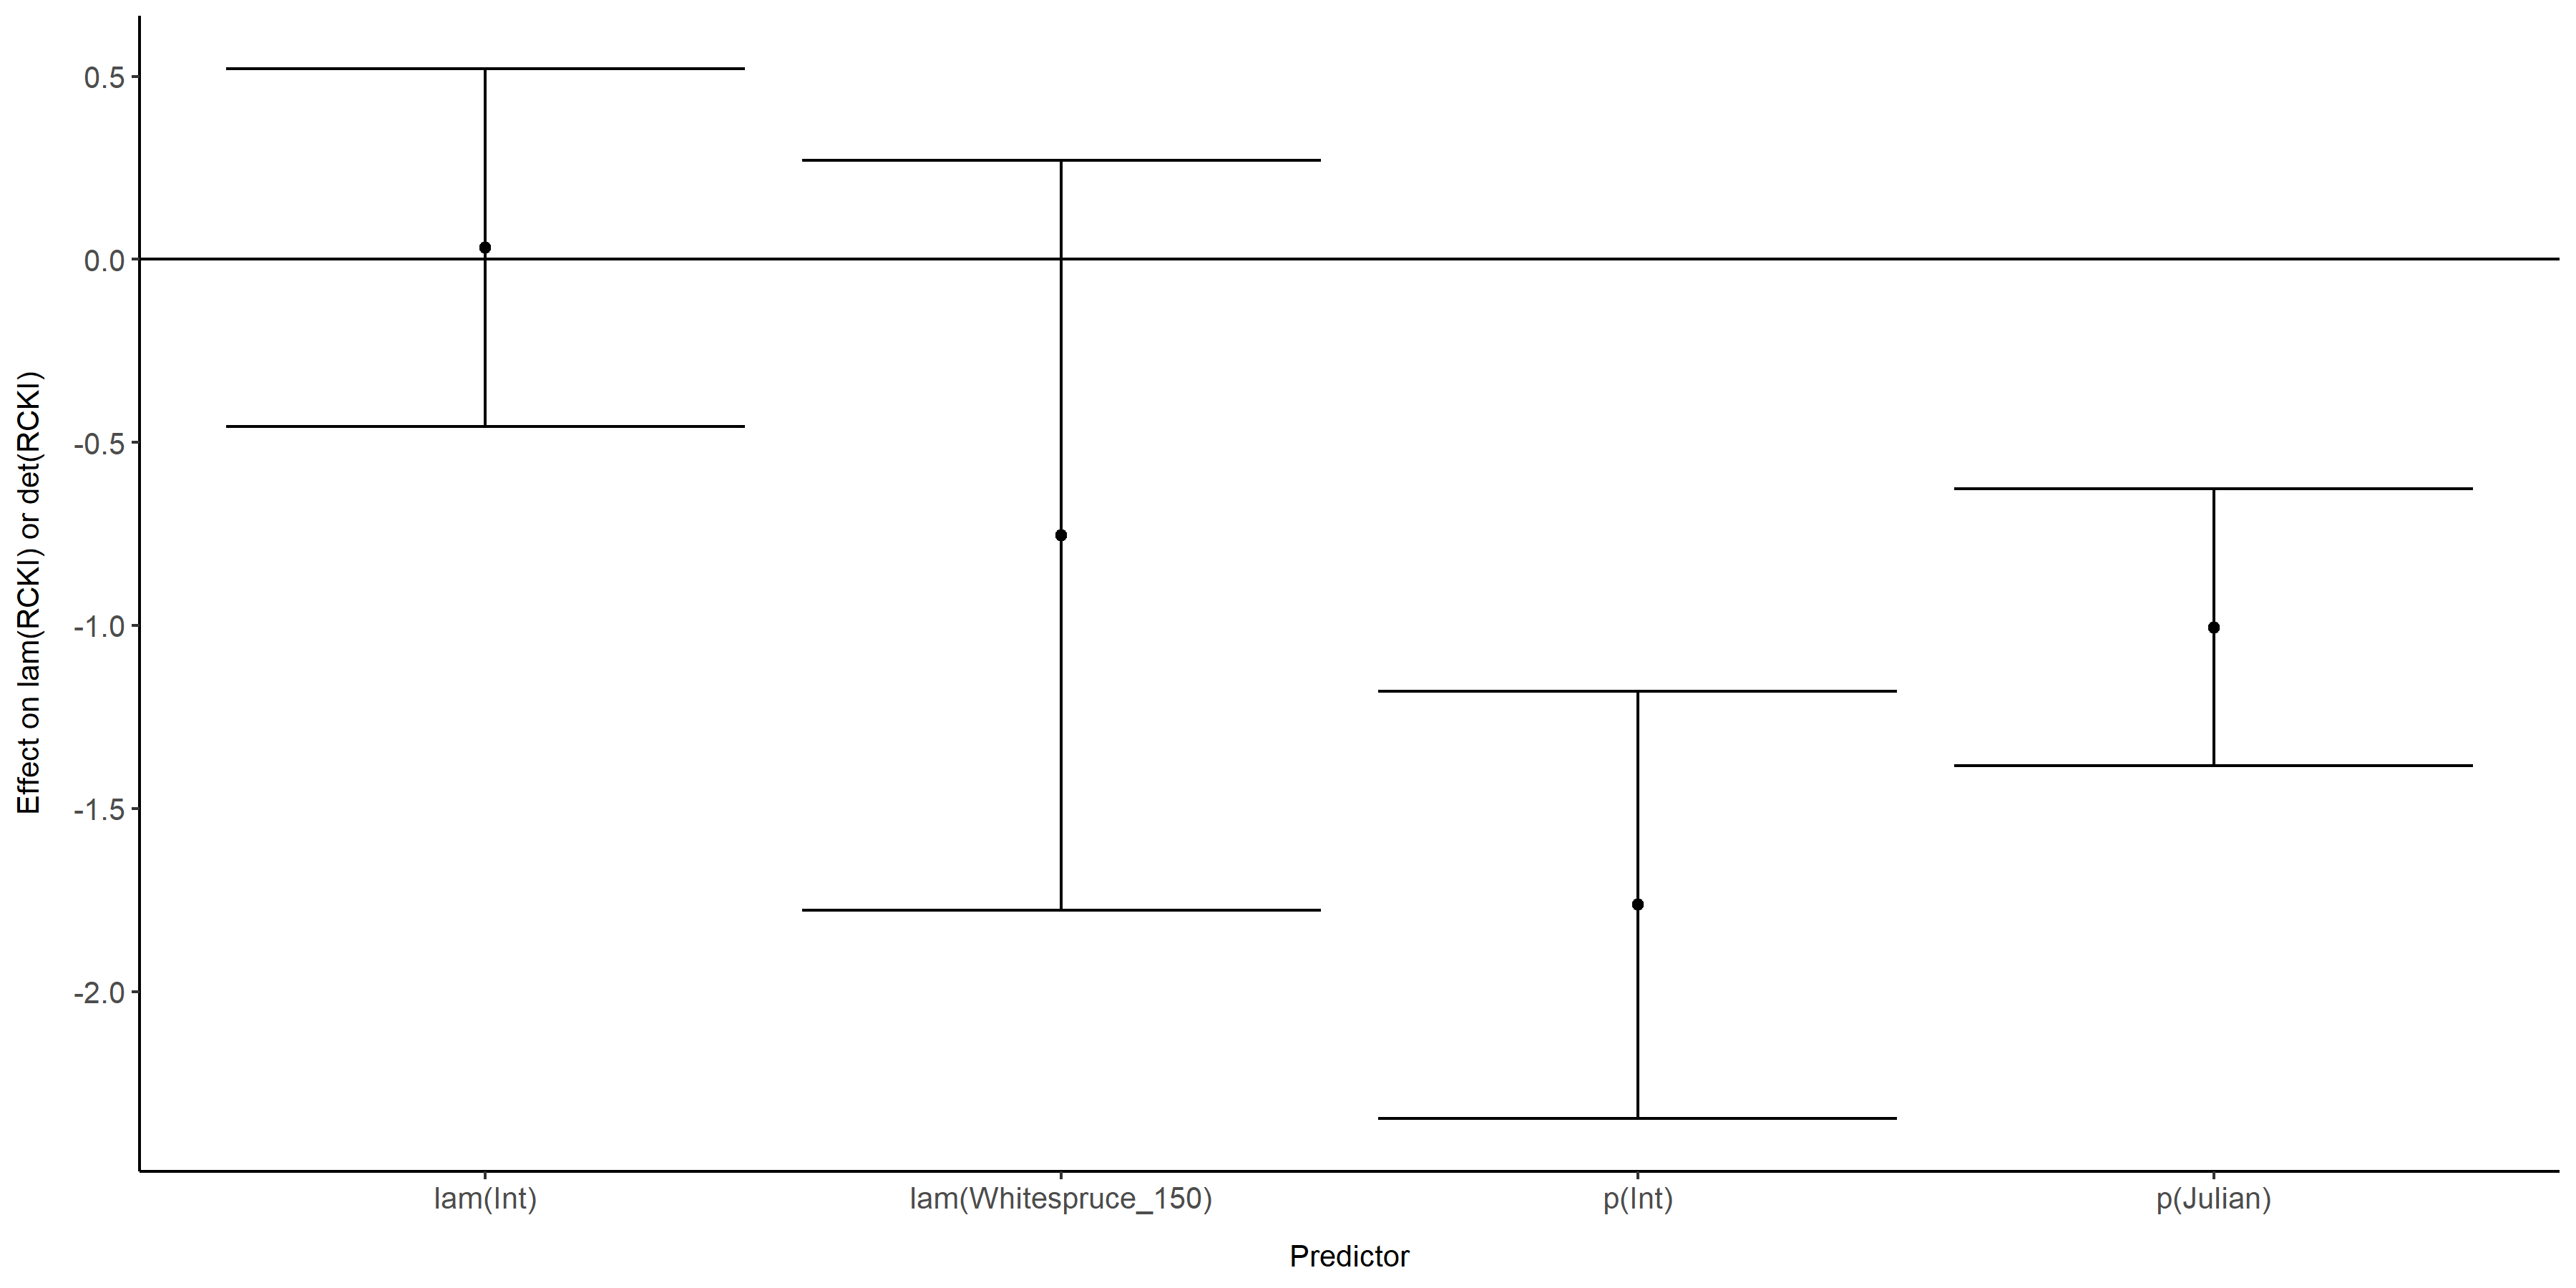 Effect on lam(RCKI) or det(RCKI)
0.5
0.0
-0.5
-1.0
-1.5
-2.0
lam(Int) lam(Whitespruce_150) p(Int) p(Julian)
Predictor